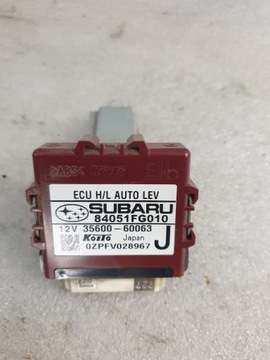 ECU H/L AUTO LEV
SUBARU
84051FG010
12V 35600-60063
KOITO Japan J
0ZPFV028967